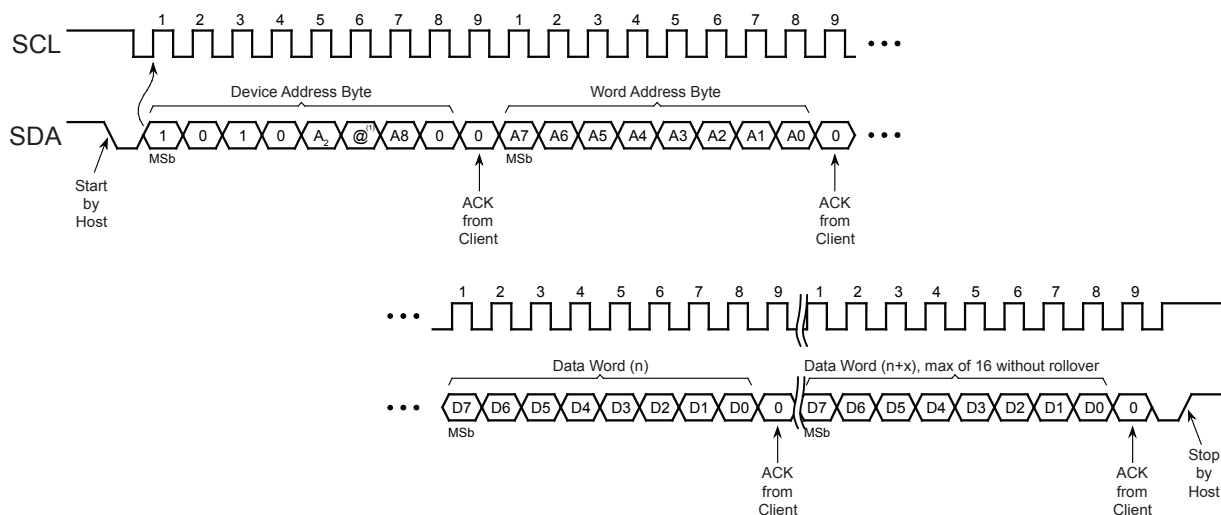 1 2 3 4 5 6 7 8 9 1 2 3 4 5 6 7 8 9
SCL
Device Address Byte Word Address Byte
SDA 1 0 1 0 A2 @(1) A8 0 0 A7 A6 A5 A4 A3 A2 A1 A0 0
MSb MSb
Start by Host
ACK from Client
ACK from Client
1 2 3 4 5 6 7 8 9 1 2 3 4 5 6 7 8 9
Data Word (n) Data Word (n+x), max of 16 without rollover
D7 D6 D5 D4 D3 D2 D1 D0 0 D7 D6 D5 D4 D3 D2 D1 D0 0
MSb MSb
ACK from Client
ACK from Client
Stop by Host